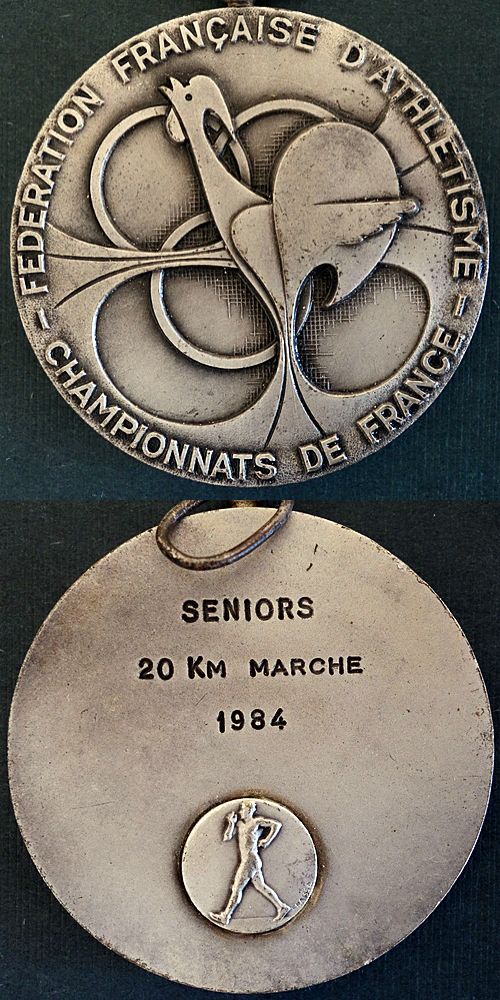 FEDERATION FRANÇAISE D'ATHLETISME
- CHAMPIONNATS DE FRANCE -
SENIORS
20 KM MARCHE
1984